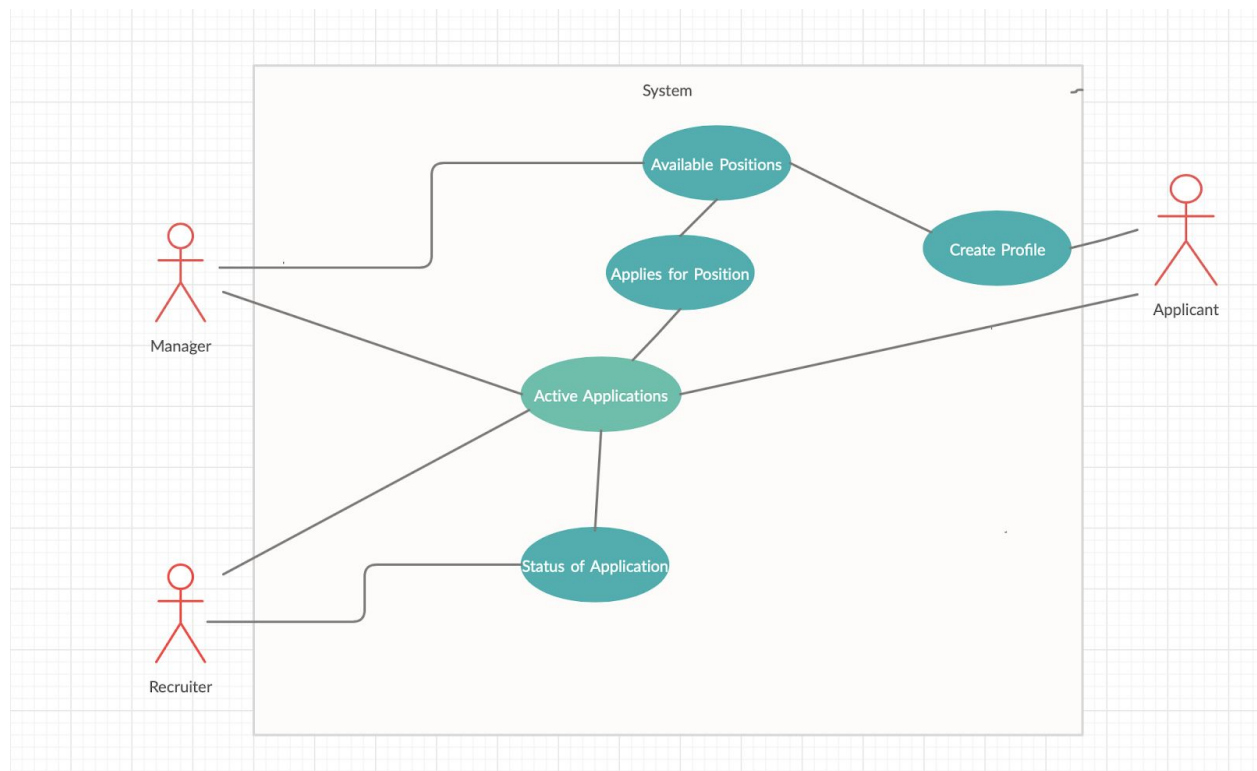 System
Available Positions
Create Profile
Applies for Position
Applicant
Manager
Active Applications
Status of Application
Recruiter